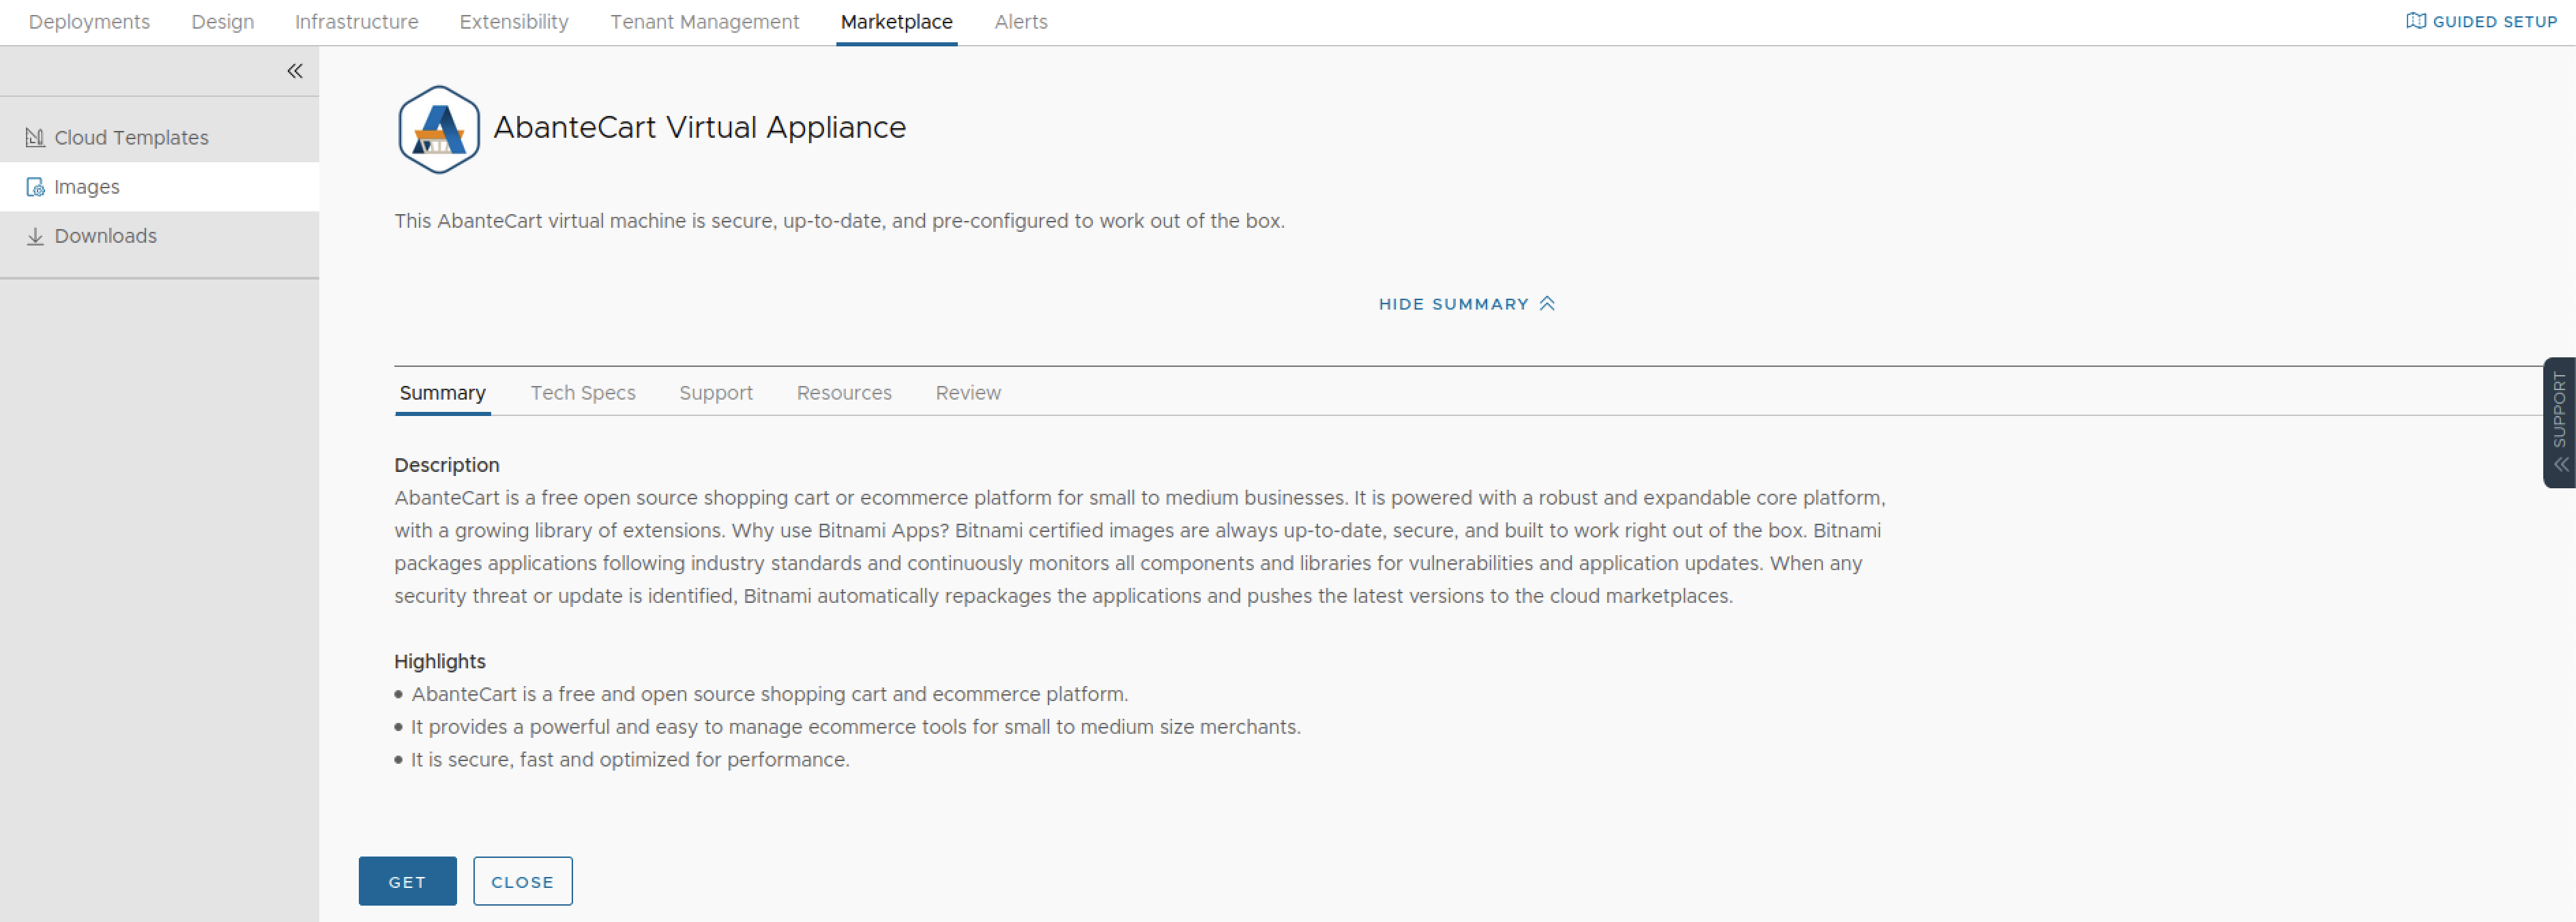 Deployments Design Infrastructure Extensibility Tenant Management Marketplace Alerts GUIDED SETUP
Cloud Templates
Images
Downloads
AbanteCart Virtual Appliance
This AbanteCart virtual machine is secure, up-to-date, and pre-configured to work out of the box.
HIDE SUMMARY
Summary Tech Specs Support Resources Review
SUPPORT
Description
AbanteCart is a free open source shopping cart or ecommerce platform for small to medium businesses. It is powered with a robust and expandable core platform,
with a growing library of extensions. Why use Bitnami Apps? Bitnami certified images are always up-to-date, secure, and built to work right out of the box. Bitnami
packages applications following industry standards and continuously monitors all components and libraries for vulnerabilities and application updates. When any
security threat or update is identified, Bitnami automatically repackages the applications and pushes the latest versions to the cloud marketplaces.
Highlights
• AbanteCart is a free and open source shopping cart and ecommerce platform.
• It provides a powerful and easy to manage ecommerce tools for small to medium size merchants.
• It is secure, fast and optimized for performance.
GET CLOSE